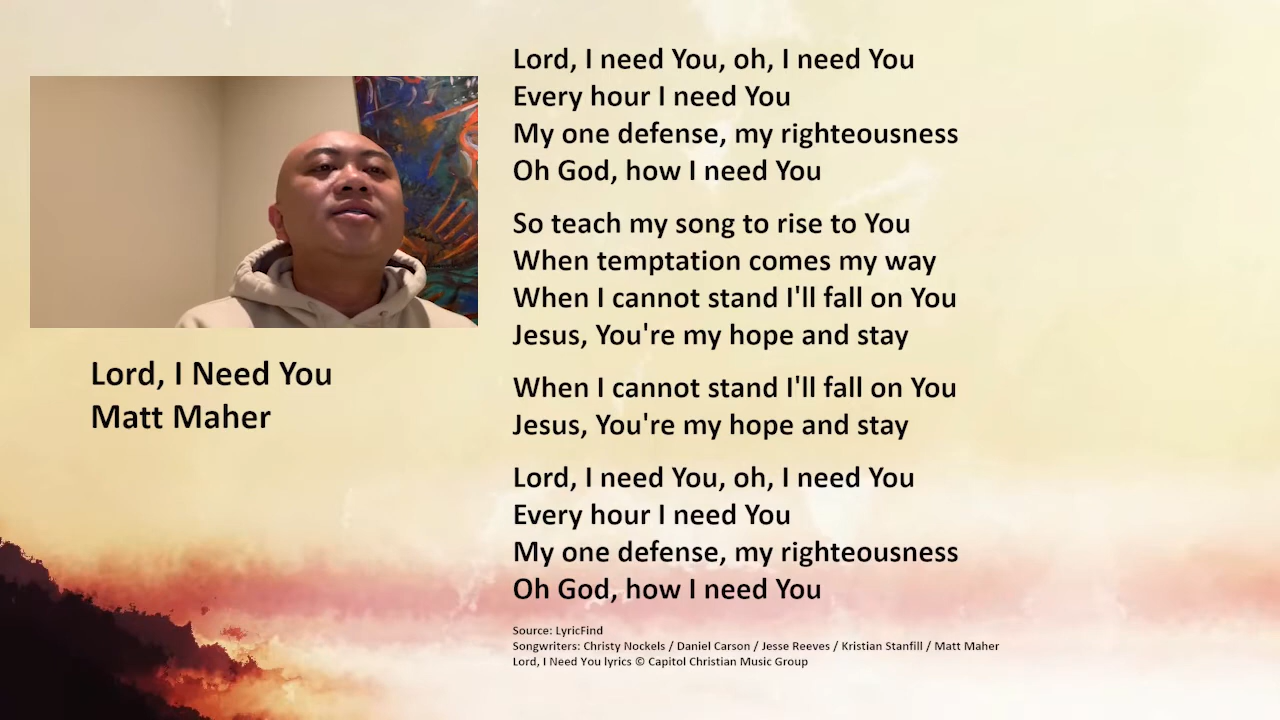 Lord, I need You, oh, I need You
Every hour I need You
My one defense, my righteousness
Oh God, how I need You
So teach my song to rise to You
When temptation comes my way
When I cannot stand I'll fall on You
Jesus, You're my hope and stay
When I cannot stand I'll fall on You
Jesus, You're my hope and stay
Lord, I need You, oh, I need You
Every hour I need You
My one defense, my righteousness
Oh God, how I need You
Source: LyricFind
Songwriters: Christy Nockels / Daniel Carson / Jesse Reeves / Kristian Stanfill / Matt Maher
Lord, I Need You lyrics © Capitol Christian Music Group
Lord, I Need You
Matt Maher